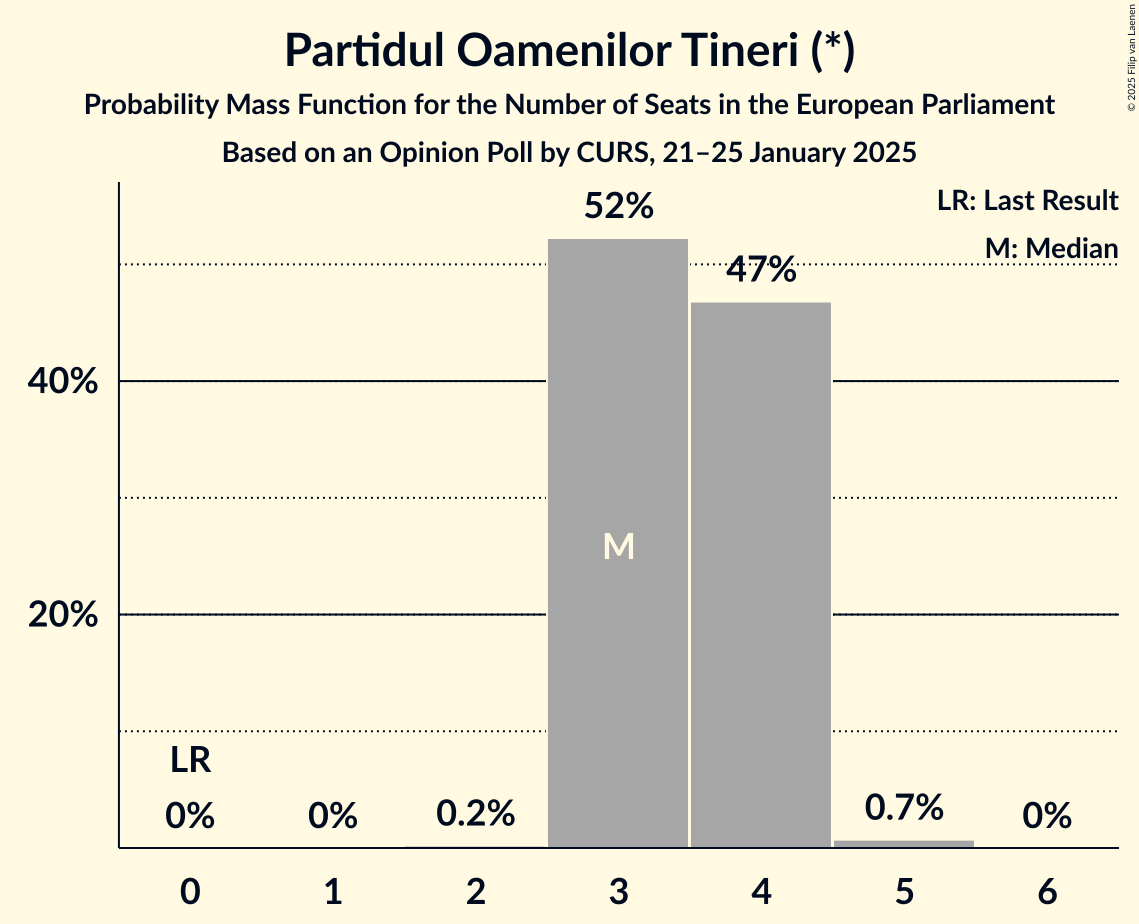 Partidul Oamenilor Tineri (*)
Probability Mass Function for the Number of Seats in the European Parliament
Based on an Opinion Poll by CURS, 21–25 January 2025
© 2025 Filip van Laenen
LR: Last Result
M: Median
52%
47%
40%
M
20%
LR
0%
0%
0.2%
0.7%
0%
0
1
2
3
4
5
6